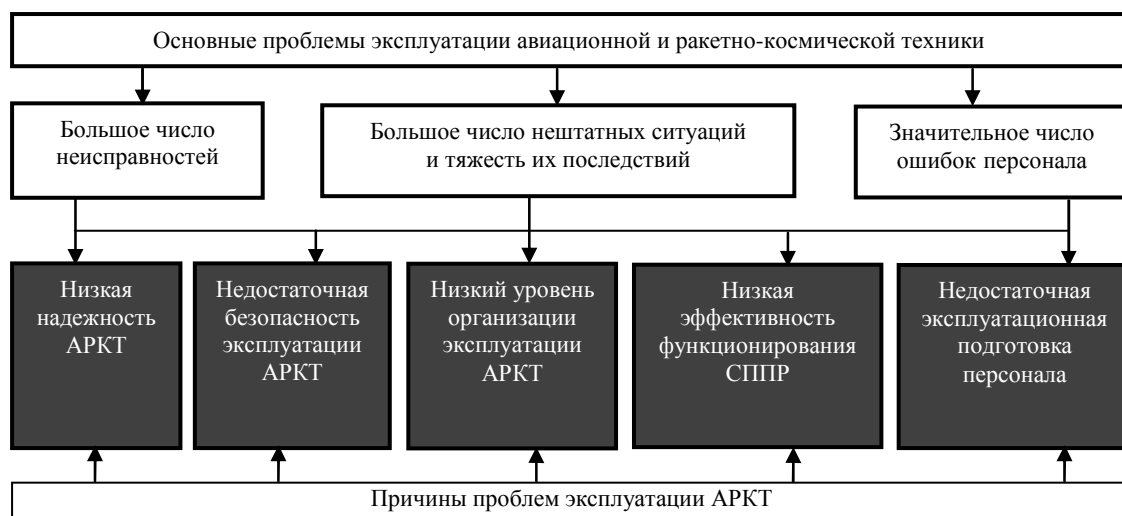 Основные проблемы эксплуатации авиационной и ракетно-космической техники
Большое число
неисправностей
Большое число нештатных ситуаций
и тяжесть их последствий
Значительное число
ошибок персонала
Низкая
надежность
АРКТ
Недостаточная
безопасность
эксплуатации
АРКТ
Низкий уровень
организации
эксплуатации
АРКТ
Низкая
эффективность
функционирования
СППР
Недостаточная
эксплуатационная
подготовка
персонала
Причины проблем эксплуатации АРКТ